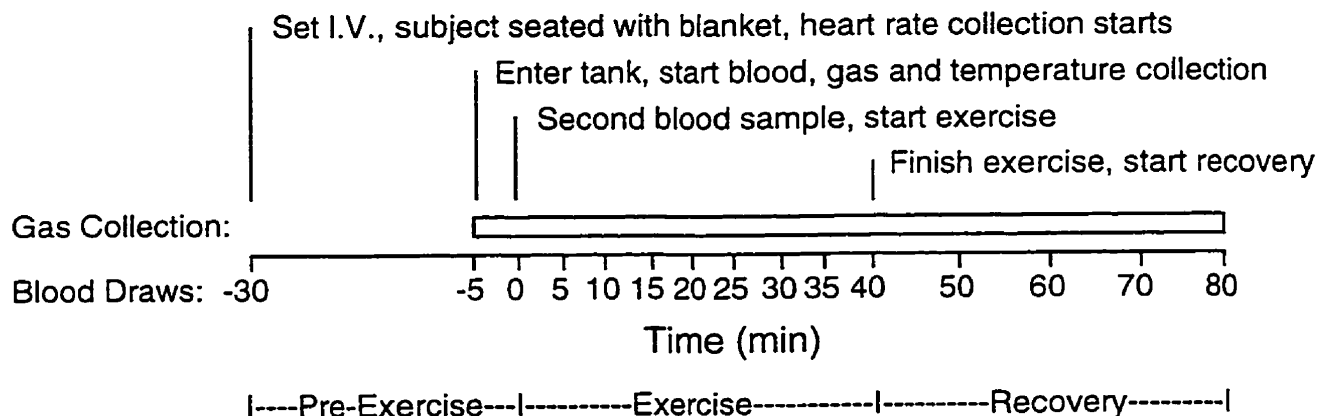 Set I.V., subject seated with blanket, heart rate collection starts
Enter tank, start blood, gas and temperature collection
Second blood sample, start exercise
Finish exercise, start recovery
Gas Collection:
Blood Draws: -30 -5 0 5 10 15 20 25 30 35 40 50 60 70 80
Time (min)
|----Pre-Exercise---|----------Exercise-----------|----------Recovery---------|